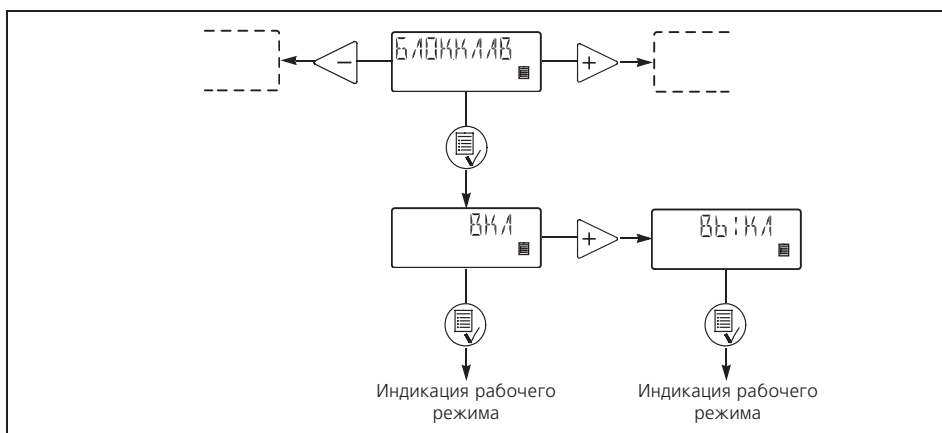 БЛОККЛАВ
ВКЛ
ВЫКЛ
Индикация рабочего
режима
Индикация рабочего
режима